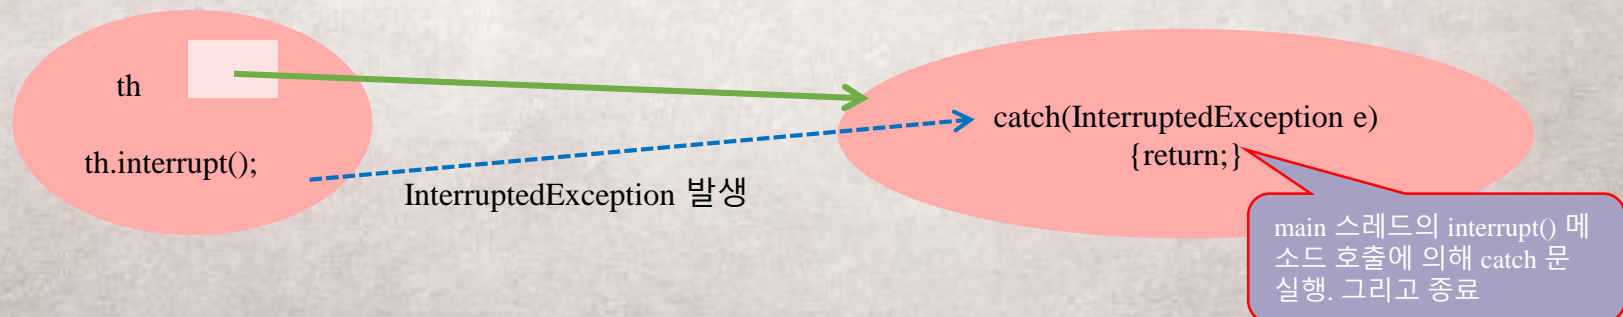 th
th.interrupt();
InterruptedException 발생
catch(InterruptedException e)
{return;}
main 스레드의 interrupt() 메
소드 호출에 의해 catch 문
실행. 그리고 종료